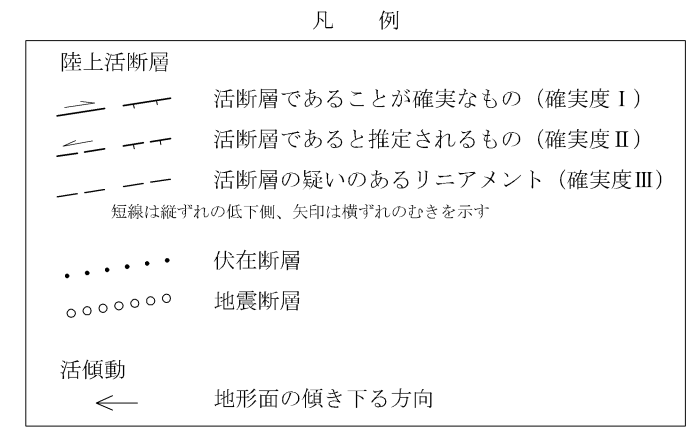 凡　例
陸上活断層
活断層であることが確実なもの（確実度Ⅰ）
活断層であると推定されるもの（確実度Ⅱ）
活断層の疑いのあるリニアメント（確実度Ⅲ）
短線は縦ずれの低下側、矢印は横ずれのむきを示す
伏在断層
地震断層
活傾動
地形面の傾き下る方向